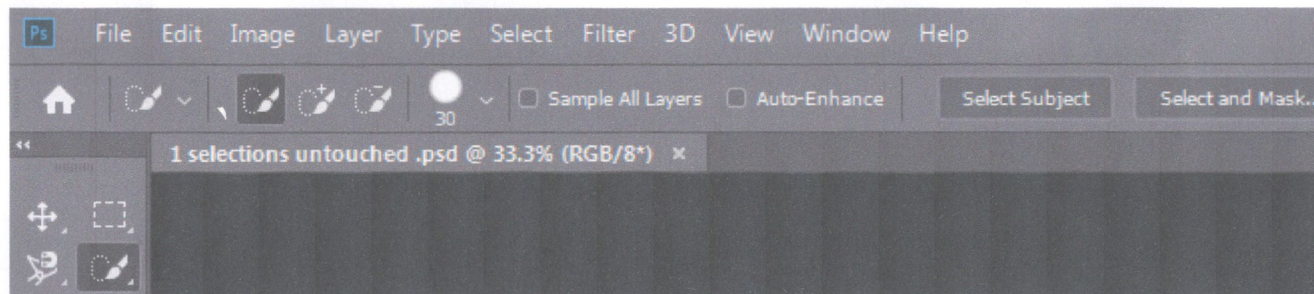 Ps File Edit Image Layer Type Select Filter 3D View Window Help
30 Sample All Layers Auto-Enhance Select Subject Select and Mask...
1 selections untouched .psd @ 33.3% (RGB/8*) ×